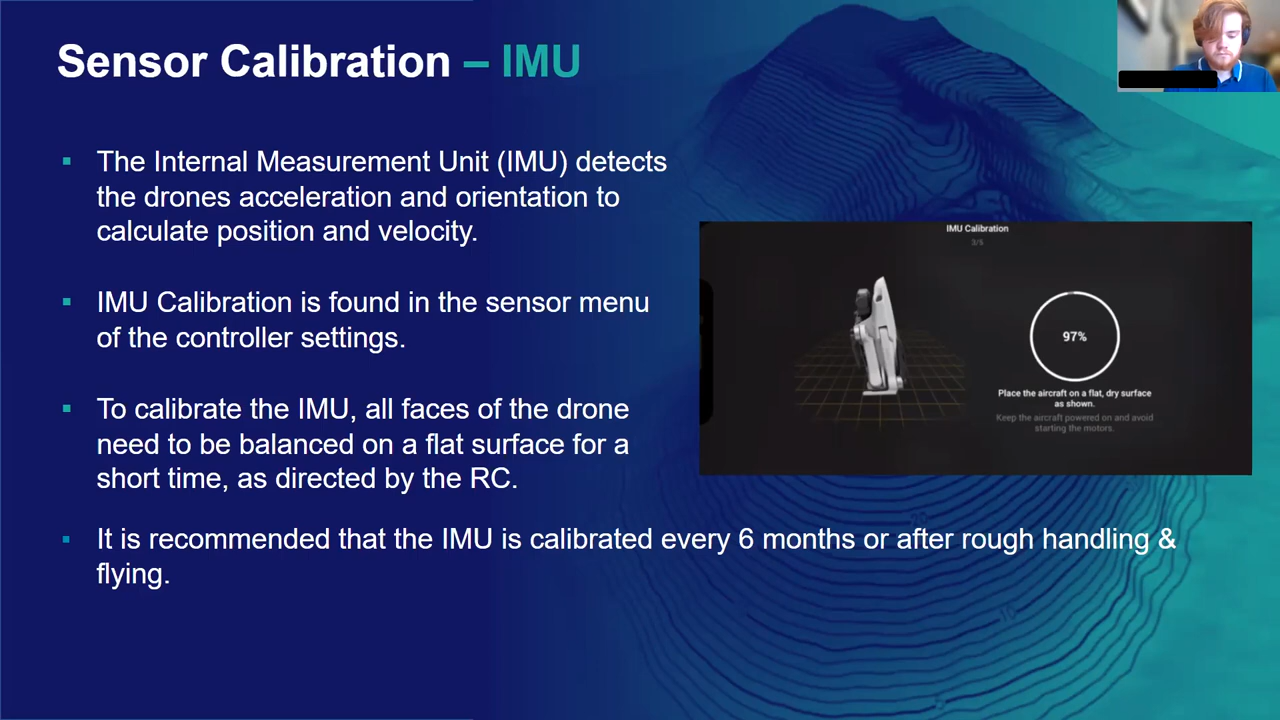 Sensor Calibration – IMU
▪ The Internal Measurement Unit (IMU) detects
the drones acceleration and orientation to
calculate position and velocity.
▪ IMU Calibration is found in the sensor menu
of the controller settings.
▪ To calibrate the IMU, all faces of the drone
need to be balanced on a flat surface for a
short time, as directed by the RC.
▪ It is recommended that the IMU is calibrated every 6 months or after rough handling &
flying.
IMU Calibration
3/5
97%
Place the aircraft on a flat, dry surface
as shown.
Keep the aircraft powered on and avoid
starting the motors.
10